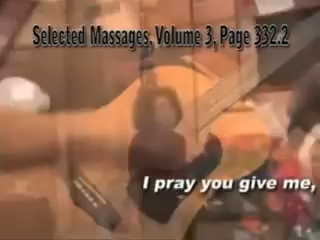 Selected Massages, Volume 3, Page 332.2
I pray you give me,